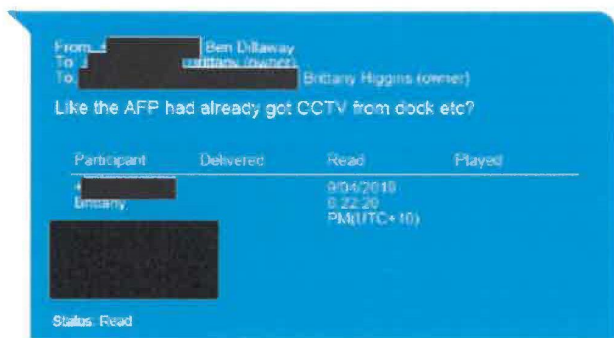 From: Ben Dillaway
To: Brittany (owner)
To: Brittany Higgins (owner)
Like the AFP had already got CCTV from dock etc?
Participant Delivered Read Played
Brittany 9/04/2019
6:22:20
PM(UTC+10)
Status: Read